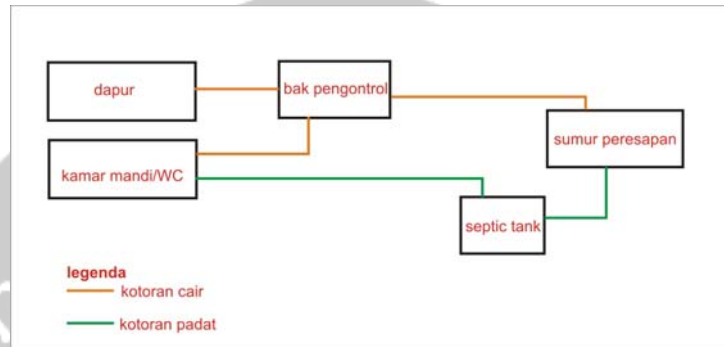 dapur
bak pengontrol
kamar mandi/WC
sumur peresapan
septic tank
legenda
kotoran cair
kotoran padat